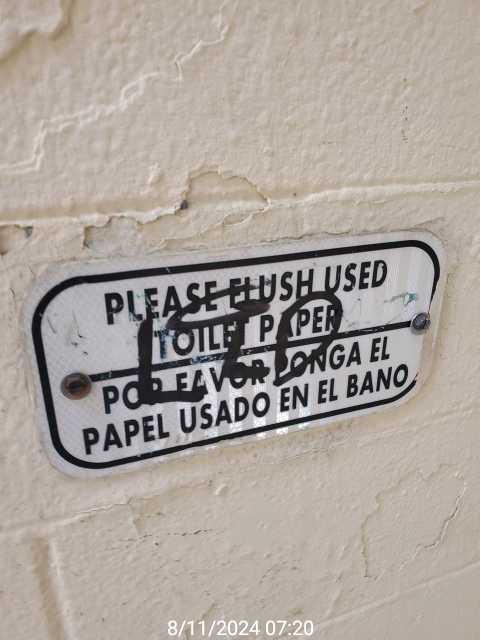 PLEASE FLUSH USED
TOILET PAPER
POR FAVOR PONGA EL
PAPEL USADO EN EL BANO
8/11/2024 07:20